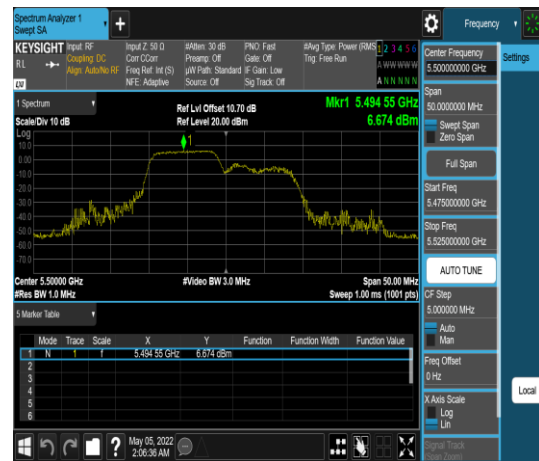 Spectrum Analyzer 1
Swept SA
+
Frequency
KEYSIGHT
RL
Input: RF
Coupling: DC
Align: Auto/No RF
Input Z: 50 Ω
Corr CCorr
Freq Ref: Int (S)
NFE: Adaptive
#Atten: 30 dB
Preamp: Off
µW Path: Standard
Source: Off
PNO: Fast
Gate: Off
IF Gain: Low
Sig Track: Off
#Avg Type: Power (RMS)
Trig: Free Run
1 2 3 4 5 6
A WW WW W
A N N N N N
1 Spectrum
Scale/Div 10 dB
Ref Lvl Offset 10.70 dB
Ref Level 20.00 dBm
Mkr1 5.494 55 GHz
6.674 dBm
Log
10.0
0.00
-10.0
-20.0
-30.0
-40.0
-50.0
-60.0
-70.0
1
Center 5.50000 GHz
#Res BW 1.0 MHz
#Video BW 3.0 MHz
Span 50.00 MHz
Sweep 1.00 ms (1001 pts)
5 Marker Table
Mode Trace Scale X Y Function Function Width Function Value
1 N 1 f 5.494 55 GHz 6.674 dBm
2
3
4
5
6
May 05, 2022
2:06:36 AM
Center Frequency
5.500000000 GHz
Settings
Span
50.0000000 MHz
Swept Span
Zero Span
Full Span
Start Freq
5.475000000 GHz
Stop Freq
5.525000000 GHz
AUTO TUNE
CF Step
5.000000 MHz
Auto
Man
Freq Offset
0 Hz
X Axis Scale
Log
Lin
Local
Signal Track
(Span Zoom)